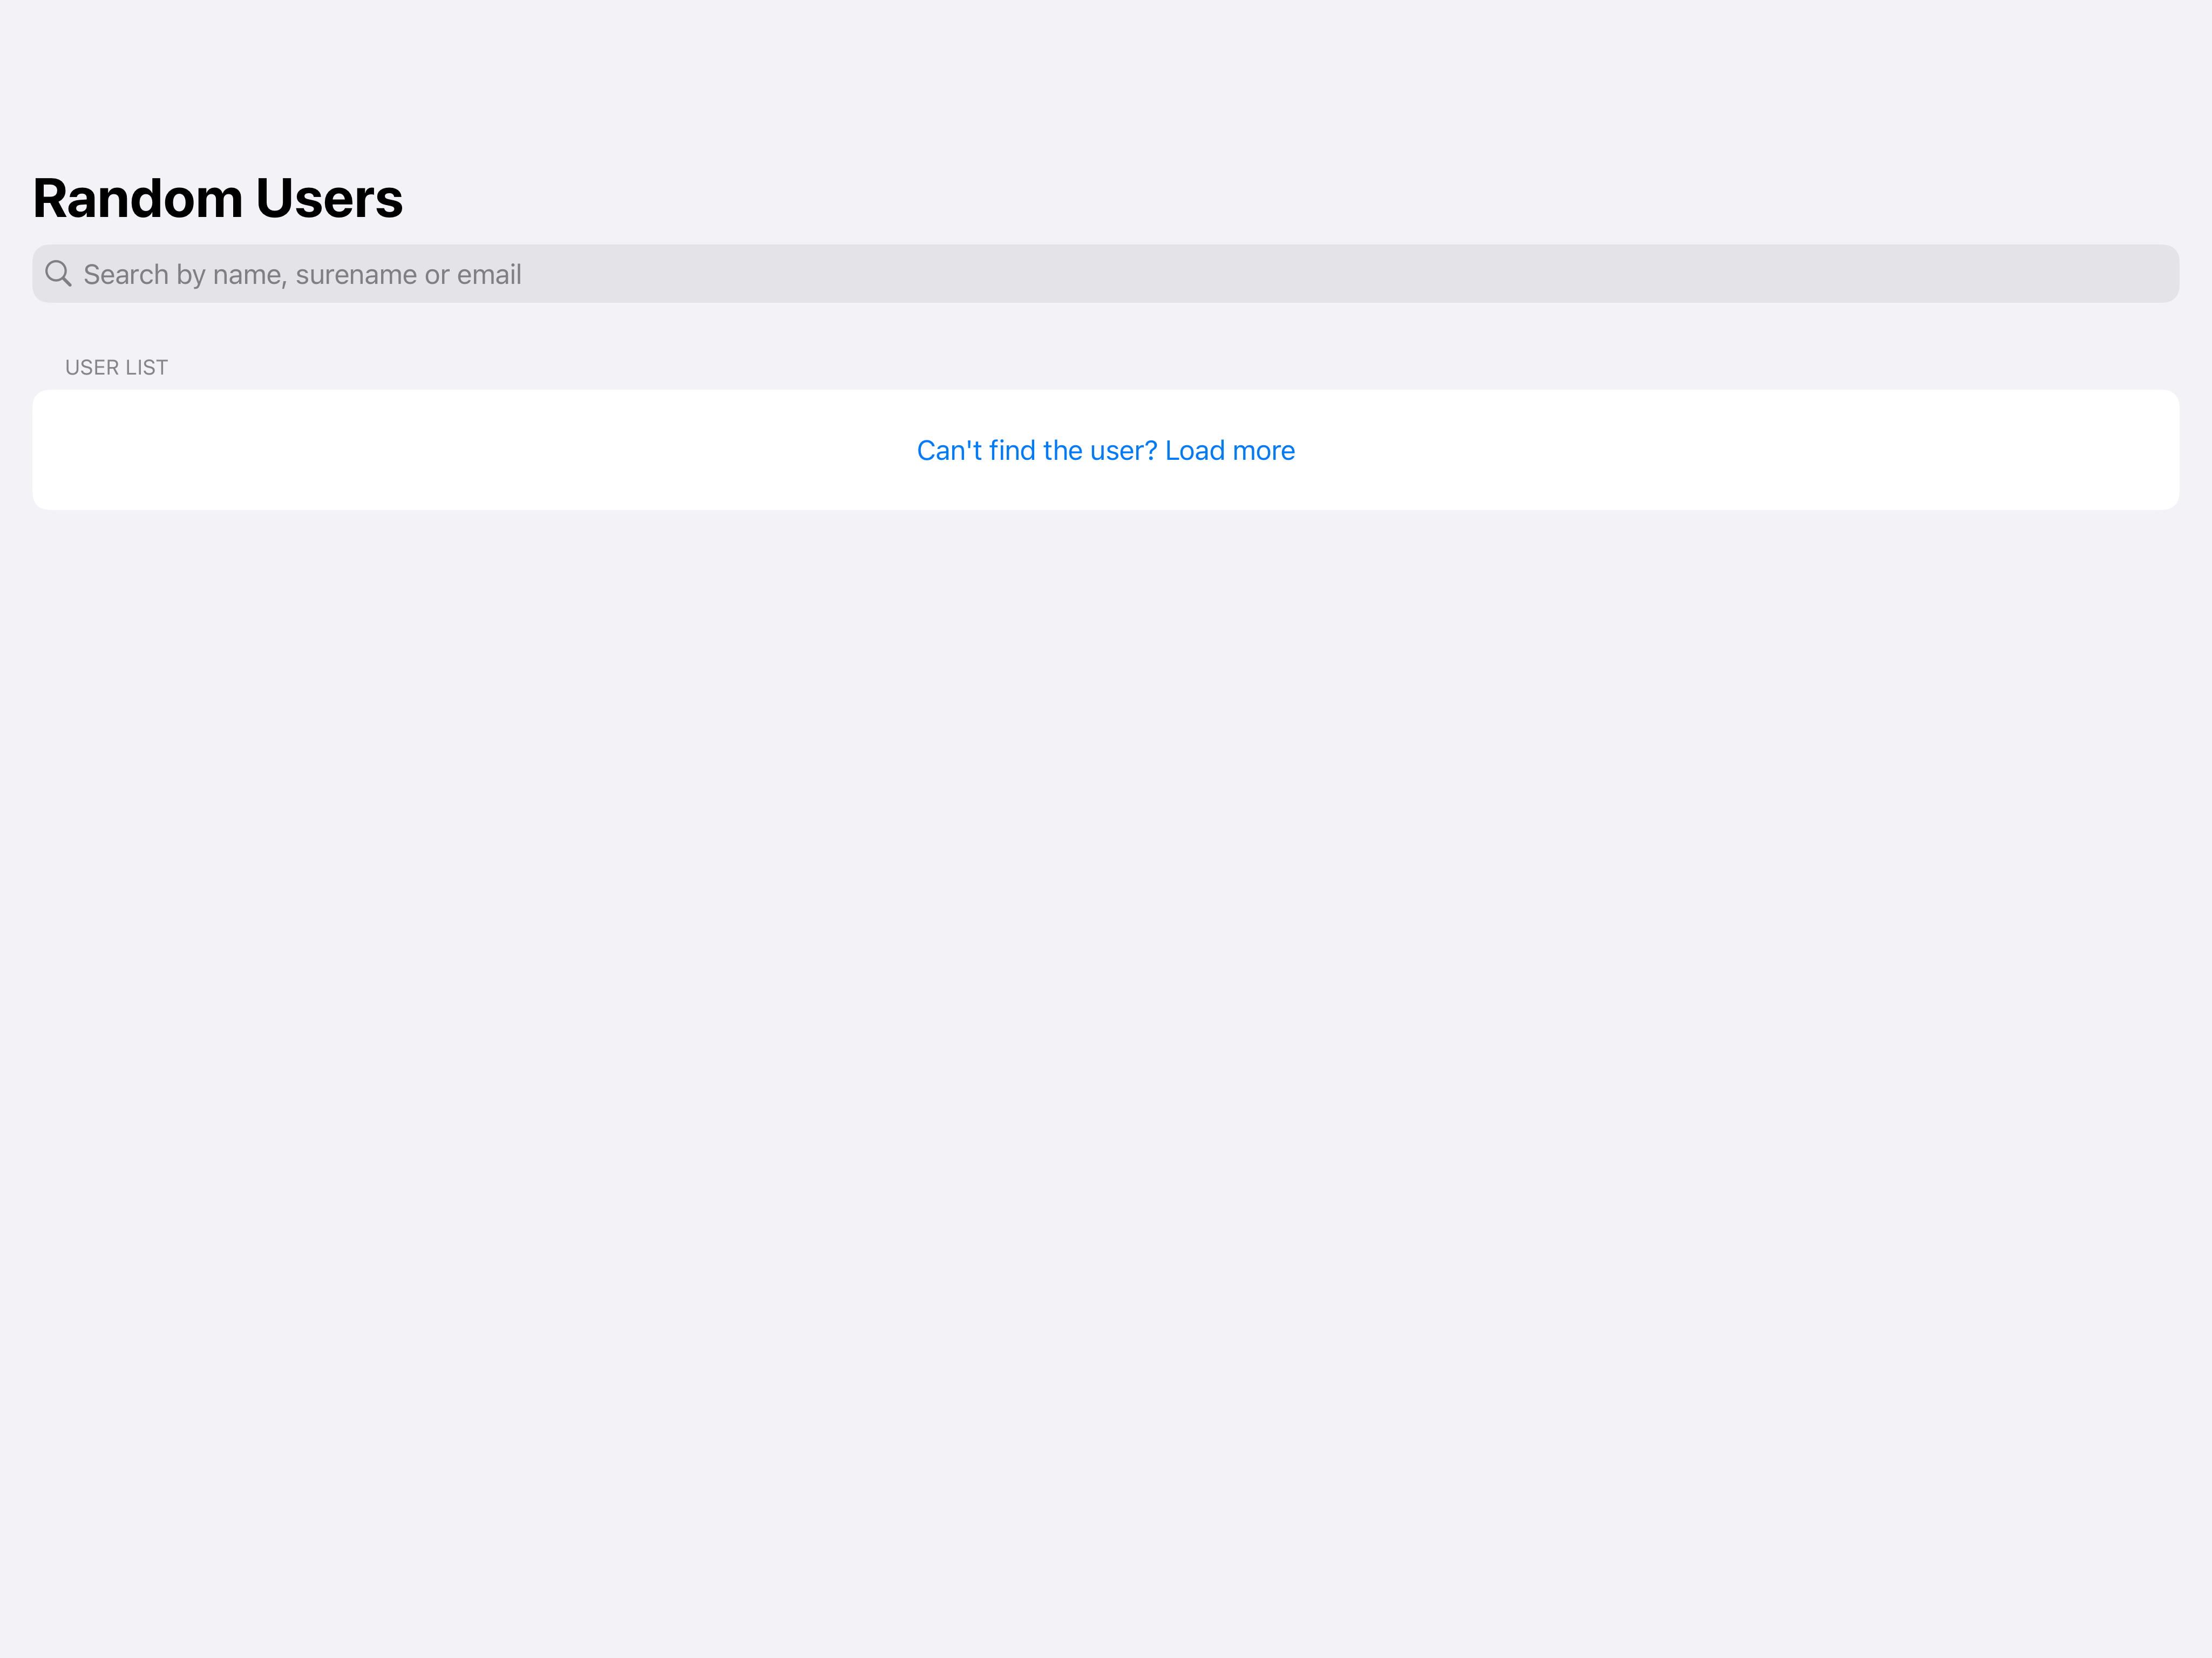 Random Users
Search by name, surename or email
USER LIST
Can't find the user? Load more